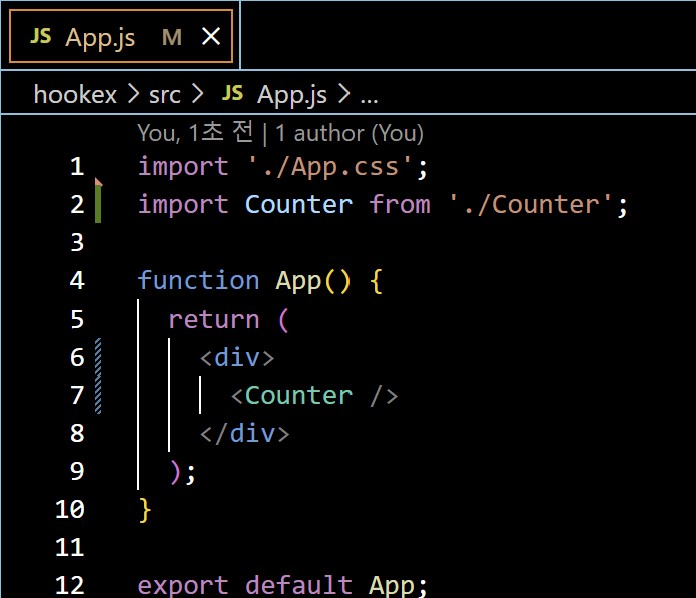 JS App.js M ×
hookex > src > JS App.js > ...
You, 1초 전 | 1 author (You)
1 import './App.css';
2 import Counter from './Counter';
3
4 function App() {
5   return (
6     <div>
7       <Counter />
8     </div>
9   );
10 }
11
12 export default App;